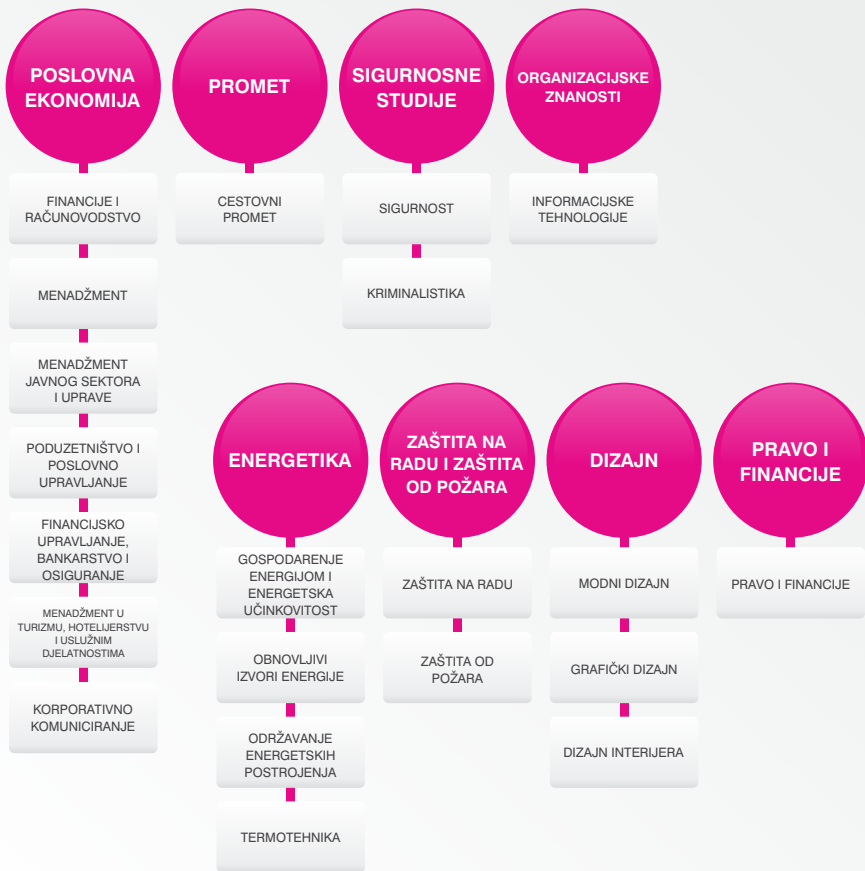 POSLOVNA
EKONOMIJA
FINANCIJE I
RAČUNOVODSTVO
MENADŽMENT
MENADŽMENT
JAVNOG SEKTORA
I UPRAVE
PODUZETNIŠTVO I
POSLOVNO
UPRAVLJANJE
FINANCIJSKO
UPRAVLJANJE,
BANKARSTVO I
OSIGURANJE
MENADŽMENT U
TURIZMU, HOTELIJERSTVU
I USLUŽNIM
DJELATNOSTIMA
KORPORATIVNO
KOMUNICIRANJE
PROMET
CESTOVNI
PROMET
SIGURNOSNE
STUDIJE
SIGURNOST
KRIMINALISTIKA
ORGANIZACIJSKE
ZNANOSTI
INFORMACIJSKE
TEHNOLOGIJE
ENERGETIKA
GOSPODARENJE
ENERGIJOM I
ENERGETSKA
UČINKOVITOST
OBNOVLJIVI
IZVORI ENERGIJE
ODRŽAVANJE
ENERGETSKIH
POSTROJENJA
TERMOTEHNIKA
ZAŠTITA NA
RADU I ZAŠTITA
OD POŽARA
ZAŠTITA NA RADU
ZAŠTITA OD
POŽARA
DIZAJN
MODNI DIZAJN
GRAFIČKI DIZAJN
DIZAJN INTERIJERA
PRAVO I
FINANCIJE
PRAVO I FINANCIJE